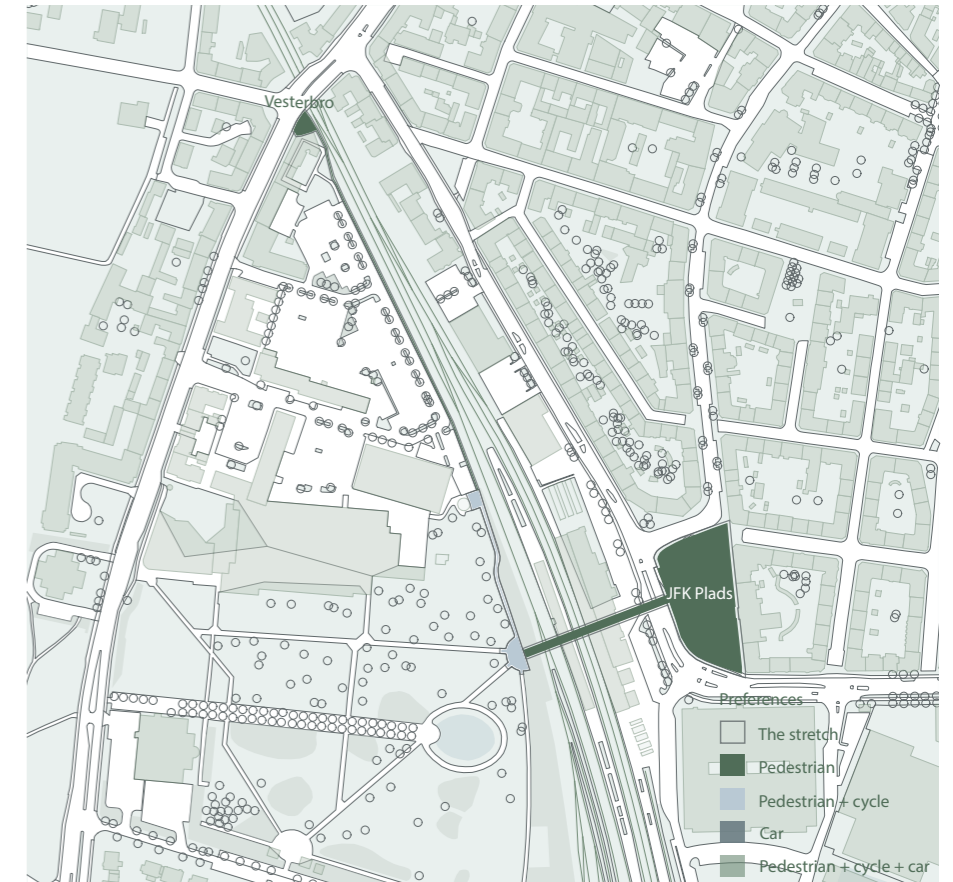 Vesterbro
JFK Plads
Preferences
The stretch
Pedestrian
Pedestrian + cycle
Car
Pedestrian + cycle + car